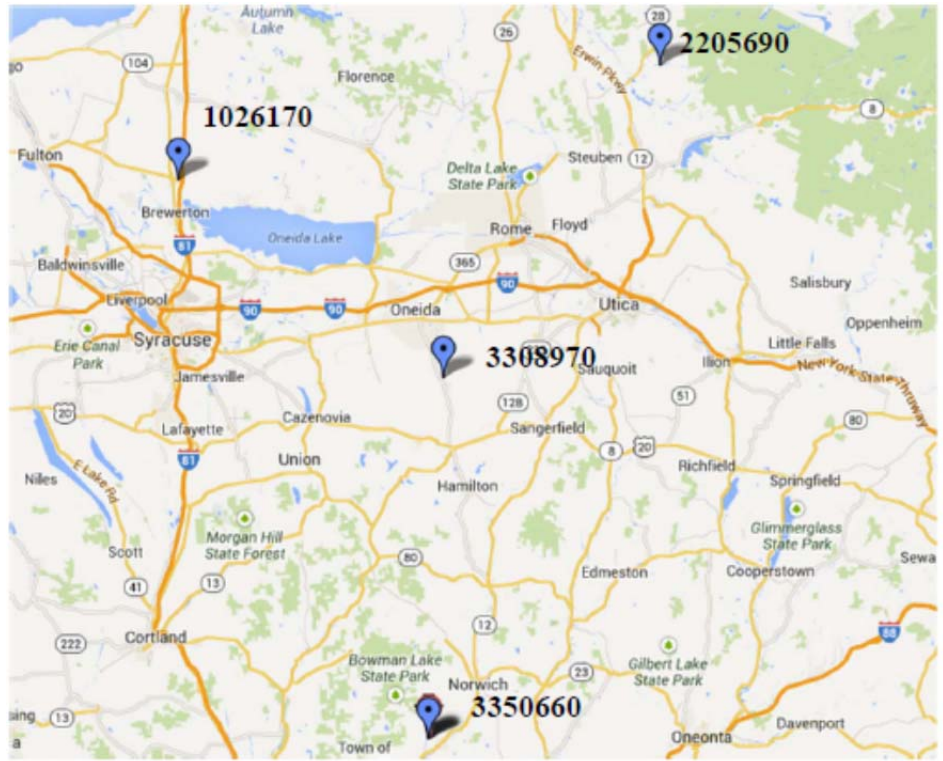 Autumn
Lake
28
26
2205690
Erwin Pkwy
104
go
Florence
8
1026170
Fulton
Steuben
12
Delta Lake
State Park
Brewerton
Rome
Floyd
Oneida Lake
81
Baldwinsville
365
90
Salisbury
Liverpool
90
90
Oneida
Utica
Oppenheim
Syracuse
Erie Canal
Park
Little Falls
3308970
Ilion
New York State Thruway
Sauquoit
Jamesville
51
128
20
Cazenovia
80
Lafayette
Sangerfield
8
20
81
Union
Richfield
Niles
E Lake Rd
Hamilton
Springfield
Morgan Hill
State Forest
Glimmerglass
State Park
Scott
80
Sewa
Edmeston
Cooperstown
41
13
12
88
222
Cortland
Bowman Lake
State Park
Gilbert Lake
State Park
23
Norwich
3350660
sing
13
Davenport
a
Town of
Oneonta